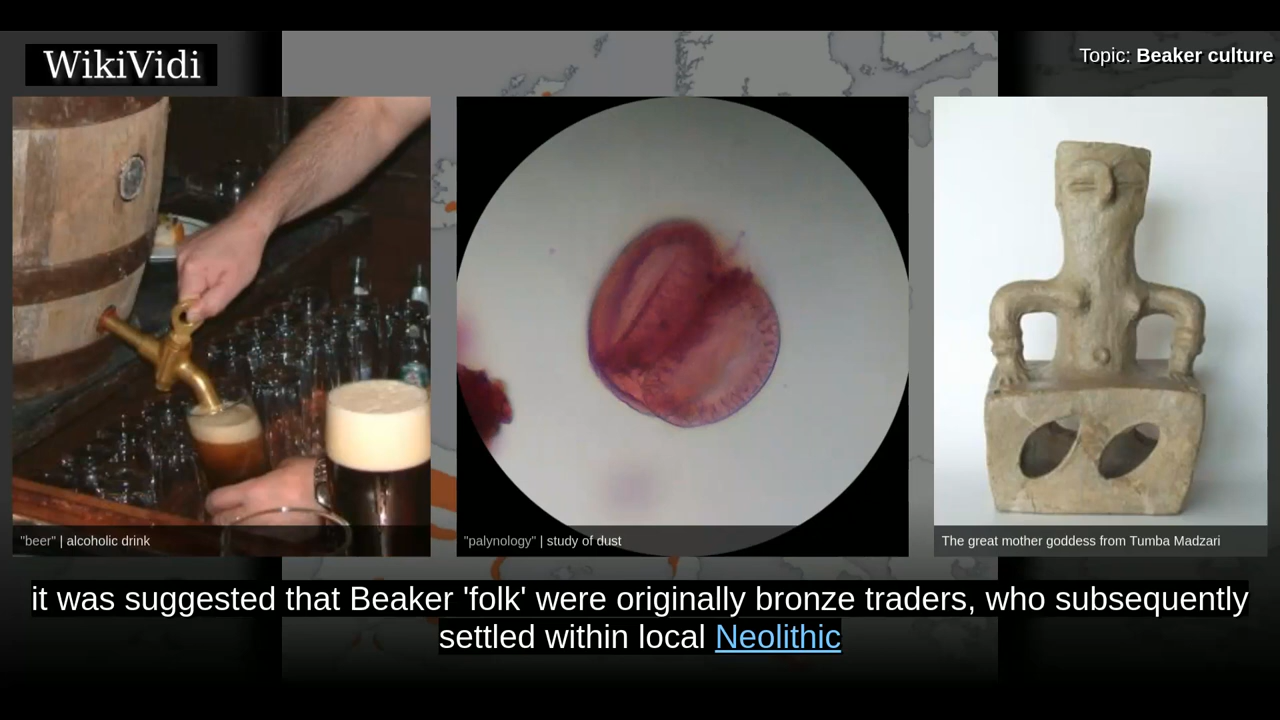 WikiVidi
Topic: Beaker culture
"beer" | alcoholic drink
"palynology" | study of dust
The great mother goddess from Tumba Madzari
it was suggested that Beaker 'folk' were originally bronze traders, who subsequently
settled within local Neolithic